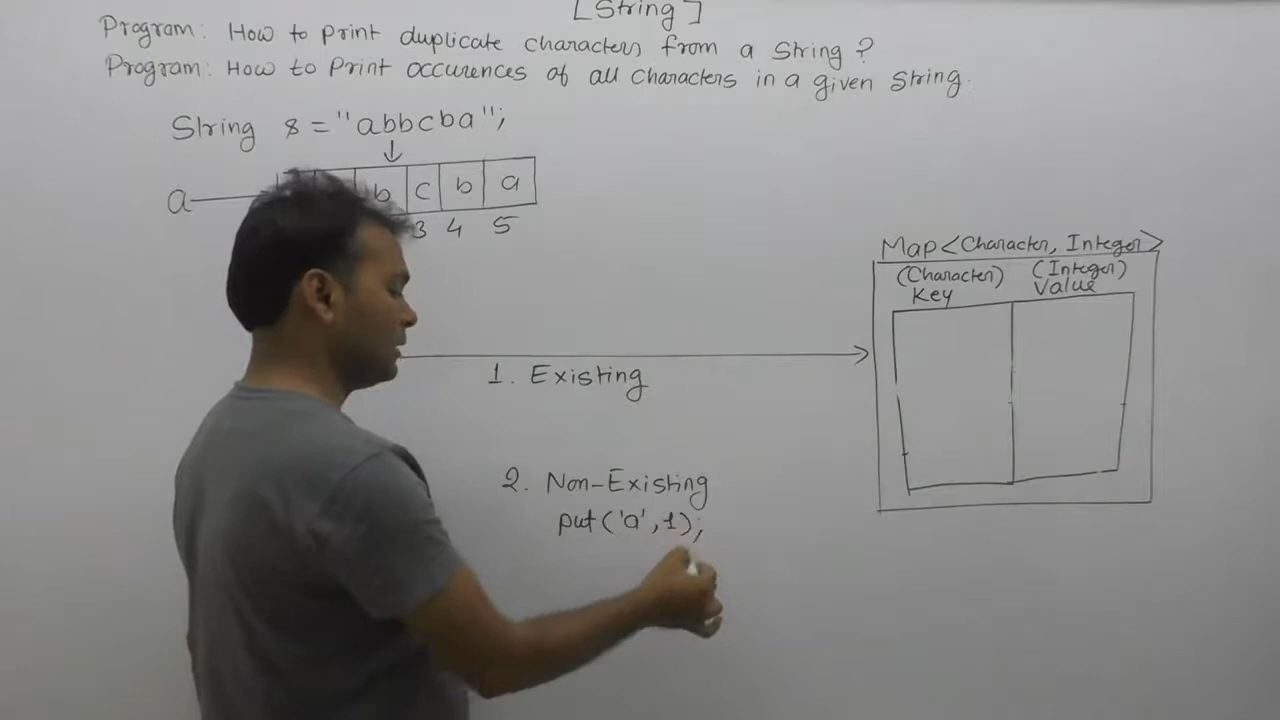 [String]
Program: How to print duplicate characters from a String?
Program: How to Print occurences of all characters in a given String.
String s = "abbcba";
a
b c b a
3 4 5
Map<Character, Integer>
(Character) (Integer)
Key Value
1. Existing
2. Non-Existing
put('a',1);